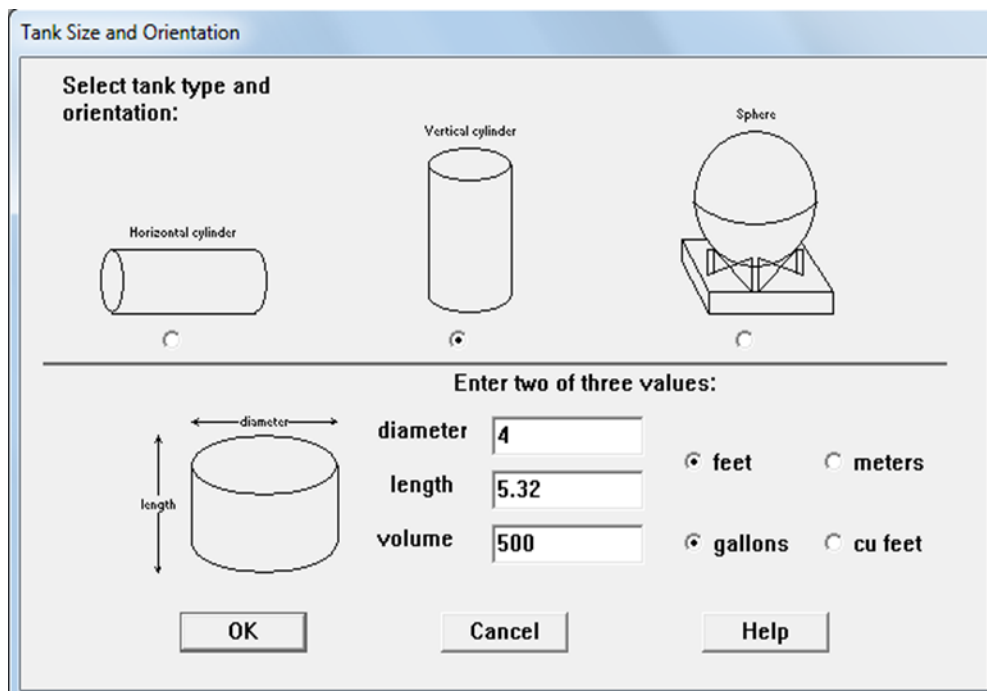 Tank Size and Orientation
Select tank type and
orientation:
Horizontal cylinder
Vertical cylinder
Sphere
Enter two of three values:
diameter
length
diameter 4
feet meters
length 5.32
volume 500
gallons cu feet
OK Cancel Help